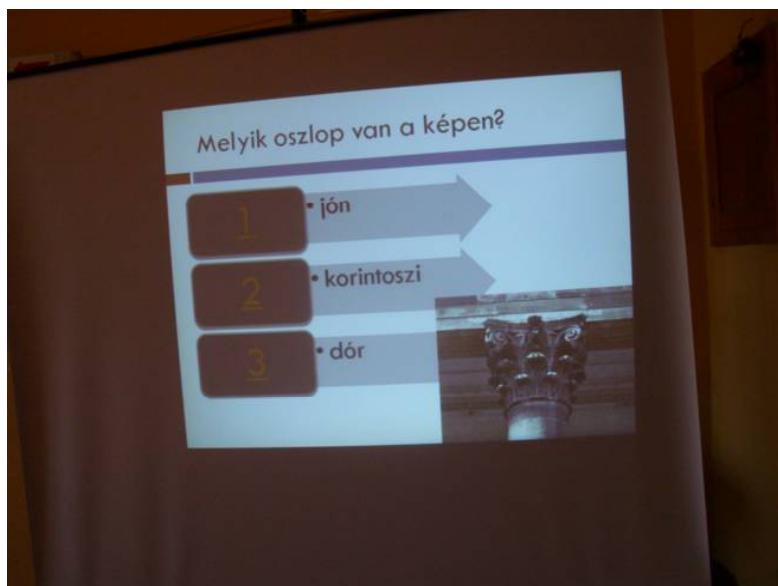 Melyik oszlop van a képen?
1
• jón
2
• korintoszi
3
• dór